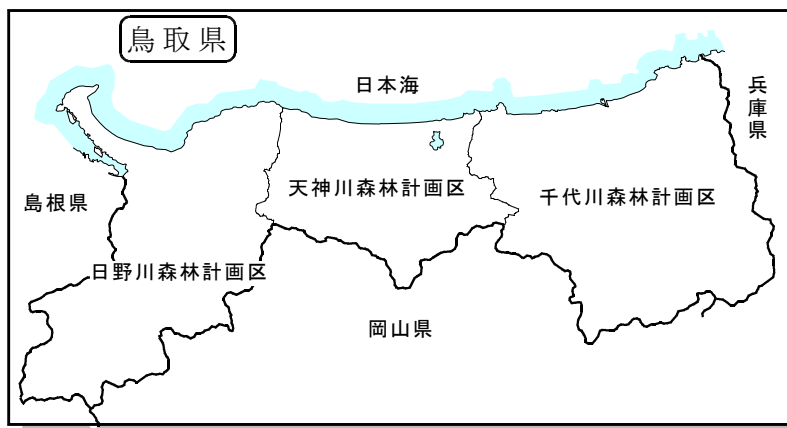 鳥取県
日本海
兵庫県
天神川森林計画区
千代川森林計画区
島根県
日野川森林計画区
岡山県